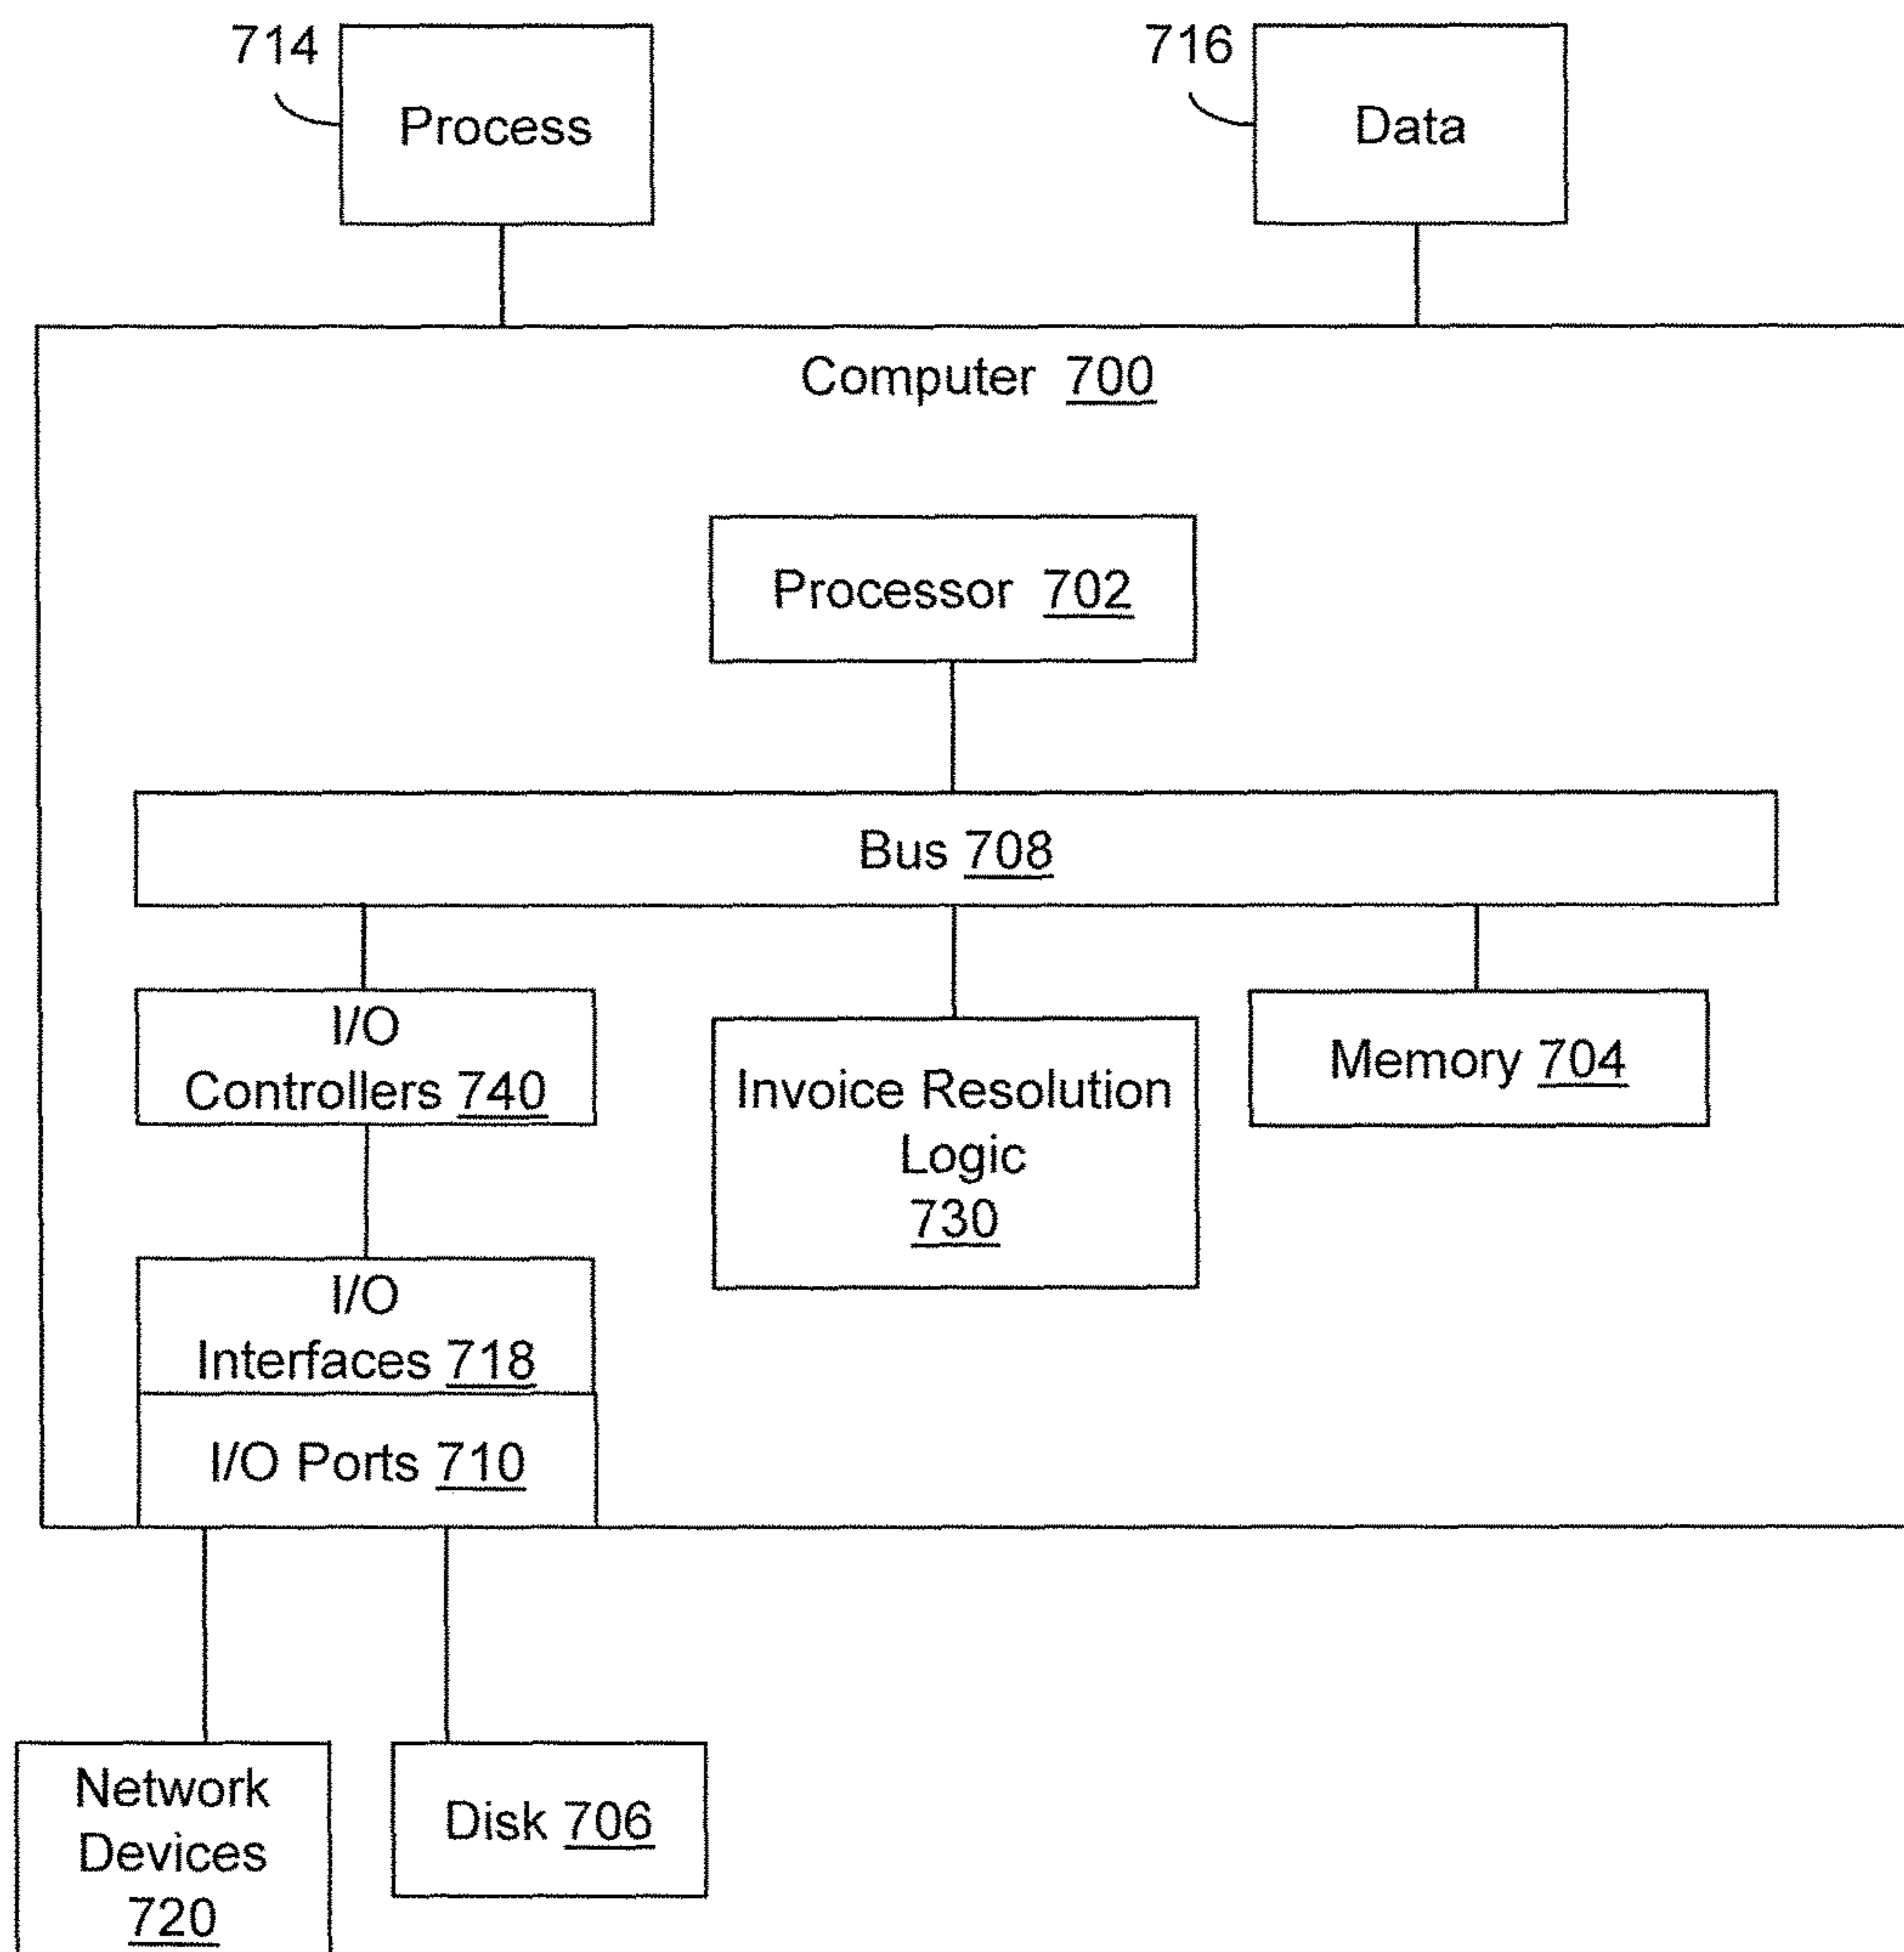 714
Process
716
Data
Computer 700
Processor 702
Bus 708
I/O
Controllers 740
Invoice Resolution
Logic
730
Memory 704
I/O
Interfaces 718
I/O Ports 710
Network
Devices
720
Disk 706